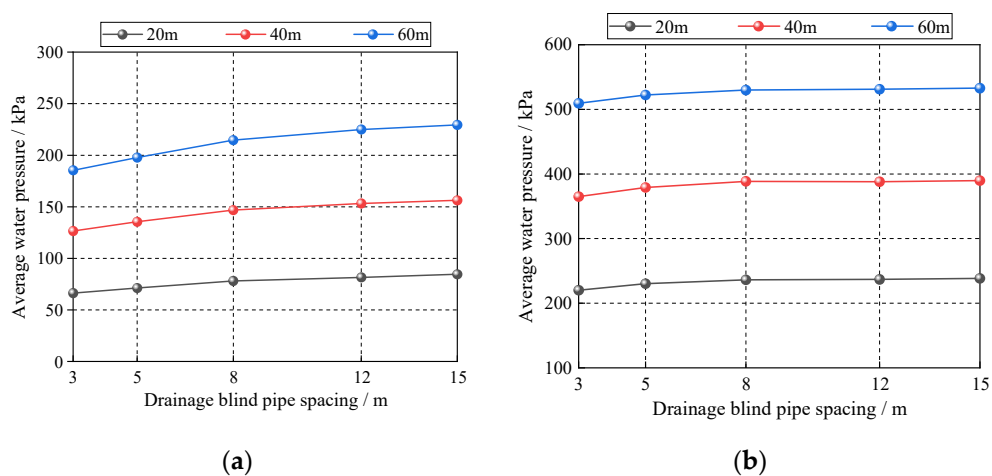 20m 40m 60m
300
250
200
150
100
50
0
Average water pressure / kPa
3 5 8 12 15
Drainage blind pipe spacing / m
(a)
20m 40m 60m
600
500
400
300
200
100
Average water pressure / kPa
3 5 8 12 15
Drainage blind pipe spacing / m
(b)